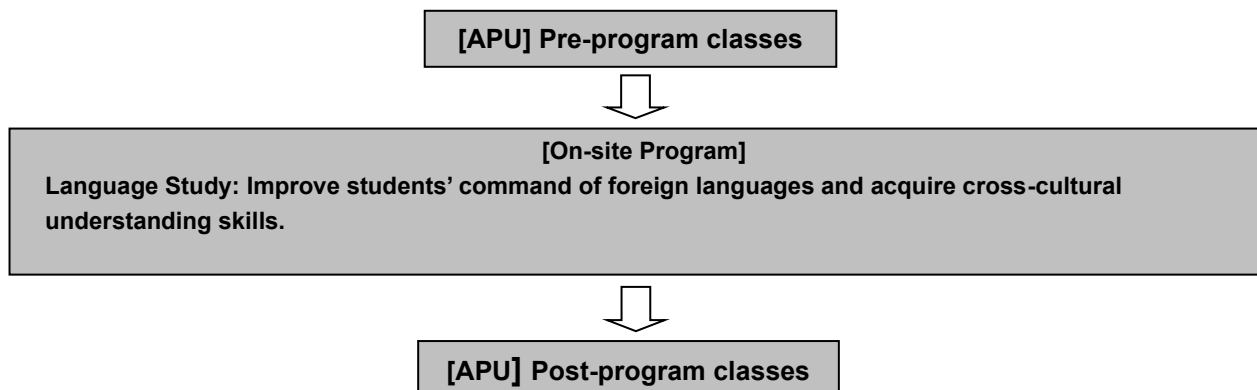 [APU] Pre-program classes
[On-site Program]
Language Study: Improve students’ command of foreign languages and acquire cross-cultural
understanding skills.
[APU] Post-program classes